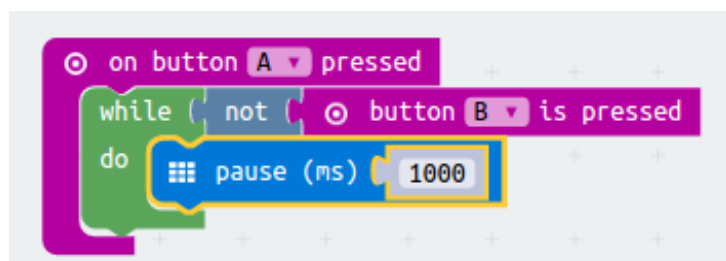 on button A pressed
while not button B is pressed
do pause (ms) 1000